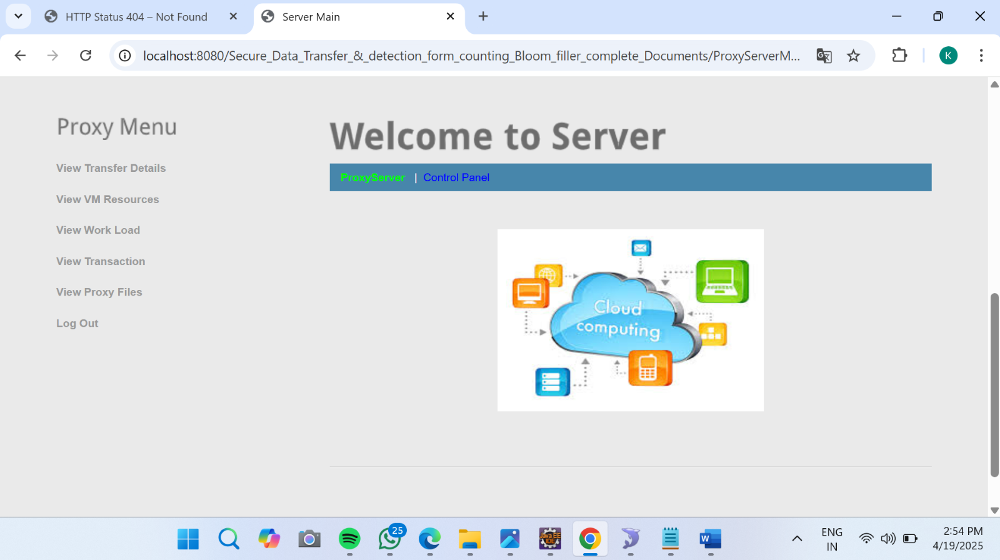 HTTP Status 404 – Not Found
Server Main
localhost:8080/Secure_Data_Transfer_&_detection_form_counting_Bloom_filler_complete_Documents/ProxyServerM...
K
Proxy Menu
View Transfer Details
View VM Resources
View Work Load
View Transaction
View Proxy Files
Log Out
Welcome to Server
ProxyServer | Control Panel
Cloud
computing
25
Java EE
IDE
W
ENG
IN
2:54 PM
4/19/2025